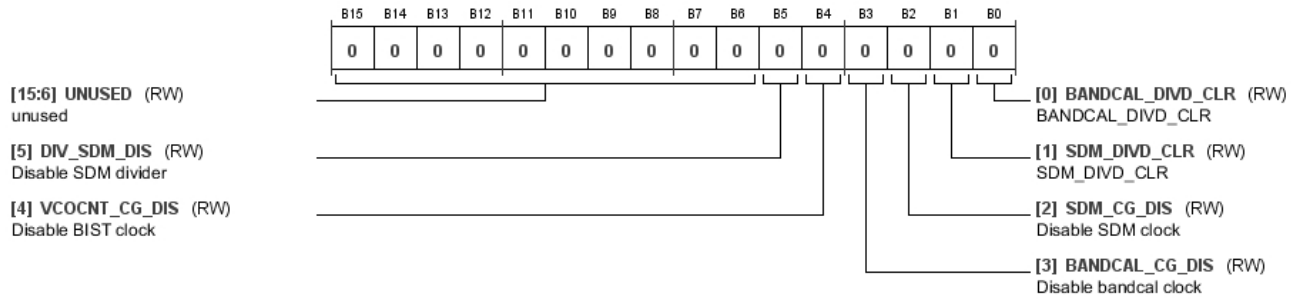 B15 B14 B13 B12 B11 B10 B9 B8 B7 B6 B5 B4 B3 B2 B1 B0
0 0 0 0 0 0 0 0 0 0 0 0 0 0 0 0
[15:6] UNUSED (RW)
unused
[5] DIV_SDM_DIS (RW)
Disable SDM divider
[4] VCOCNT_CG_DIS (RW)
Disable BIST clock
[0] BANDCAL_DIVD_CLR (RW)
BANDCAL_DIVD_CLR
[1] SDM_DIVD_CLR (RW)
SDM_DIVD_CLR
[2] SDM_CG_DIS (RW)
Disable SDM clock
[3] BANDCAL_CG_DIS (RW)
Disable bandcal clock